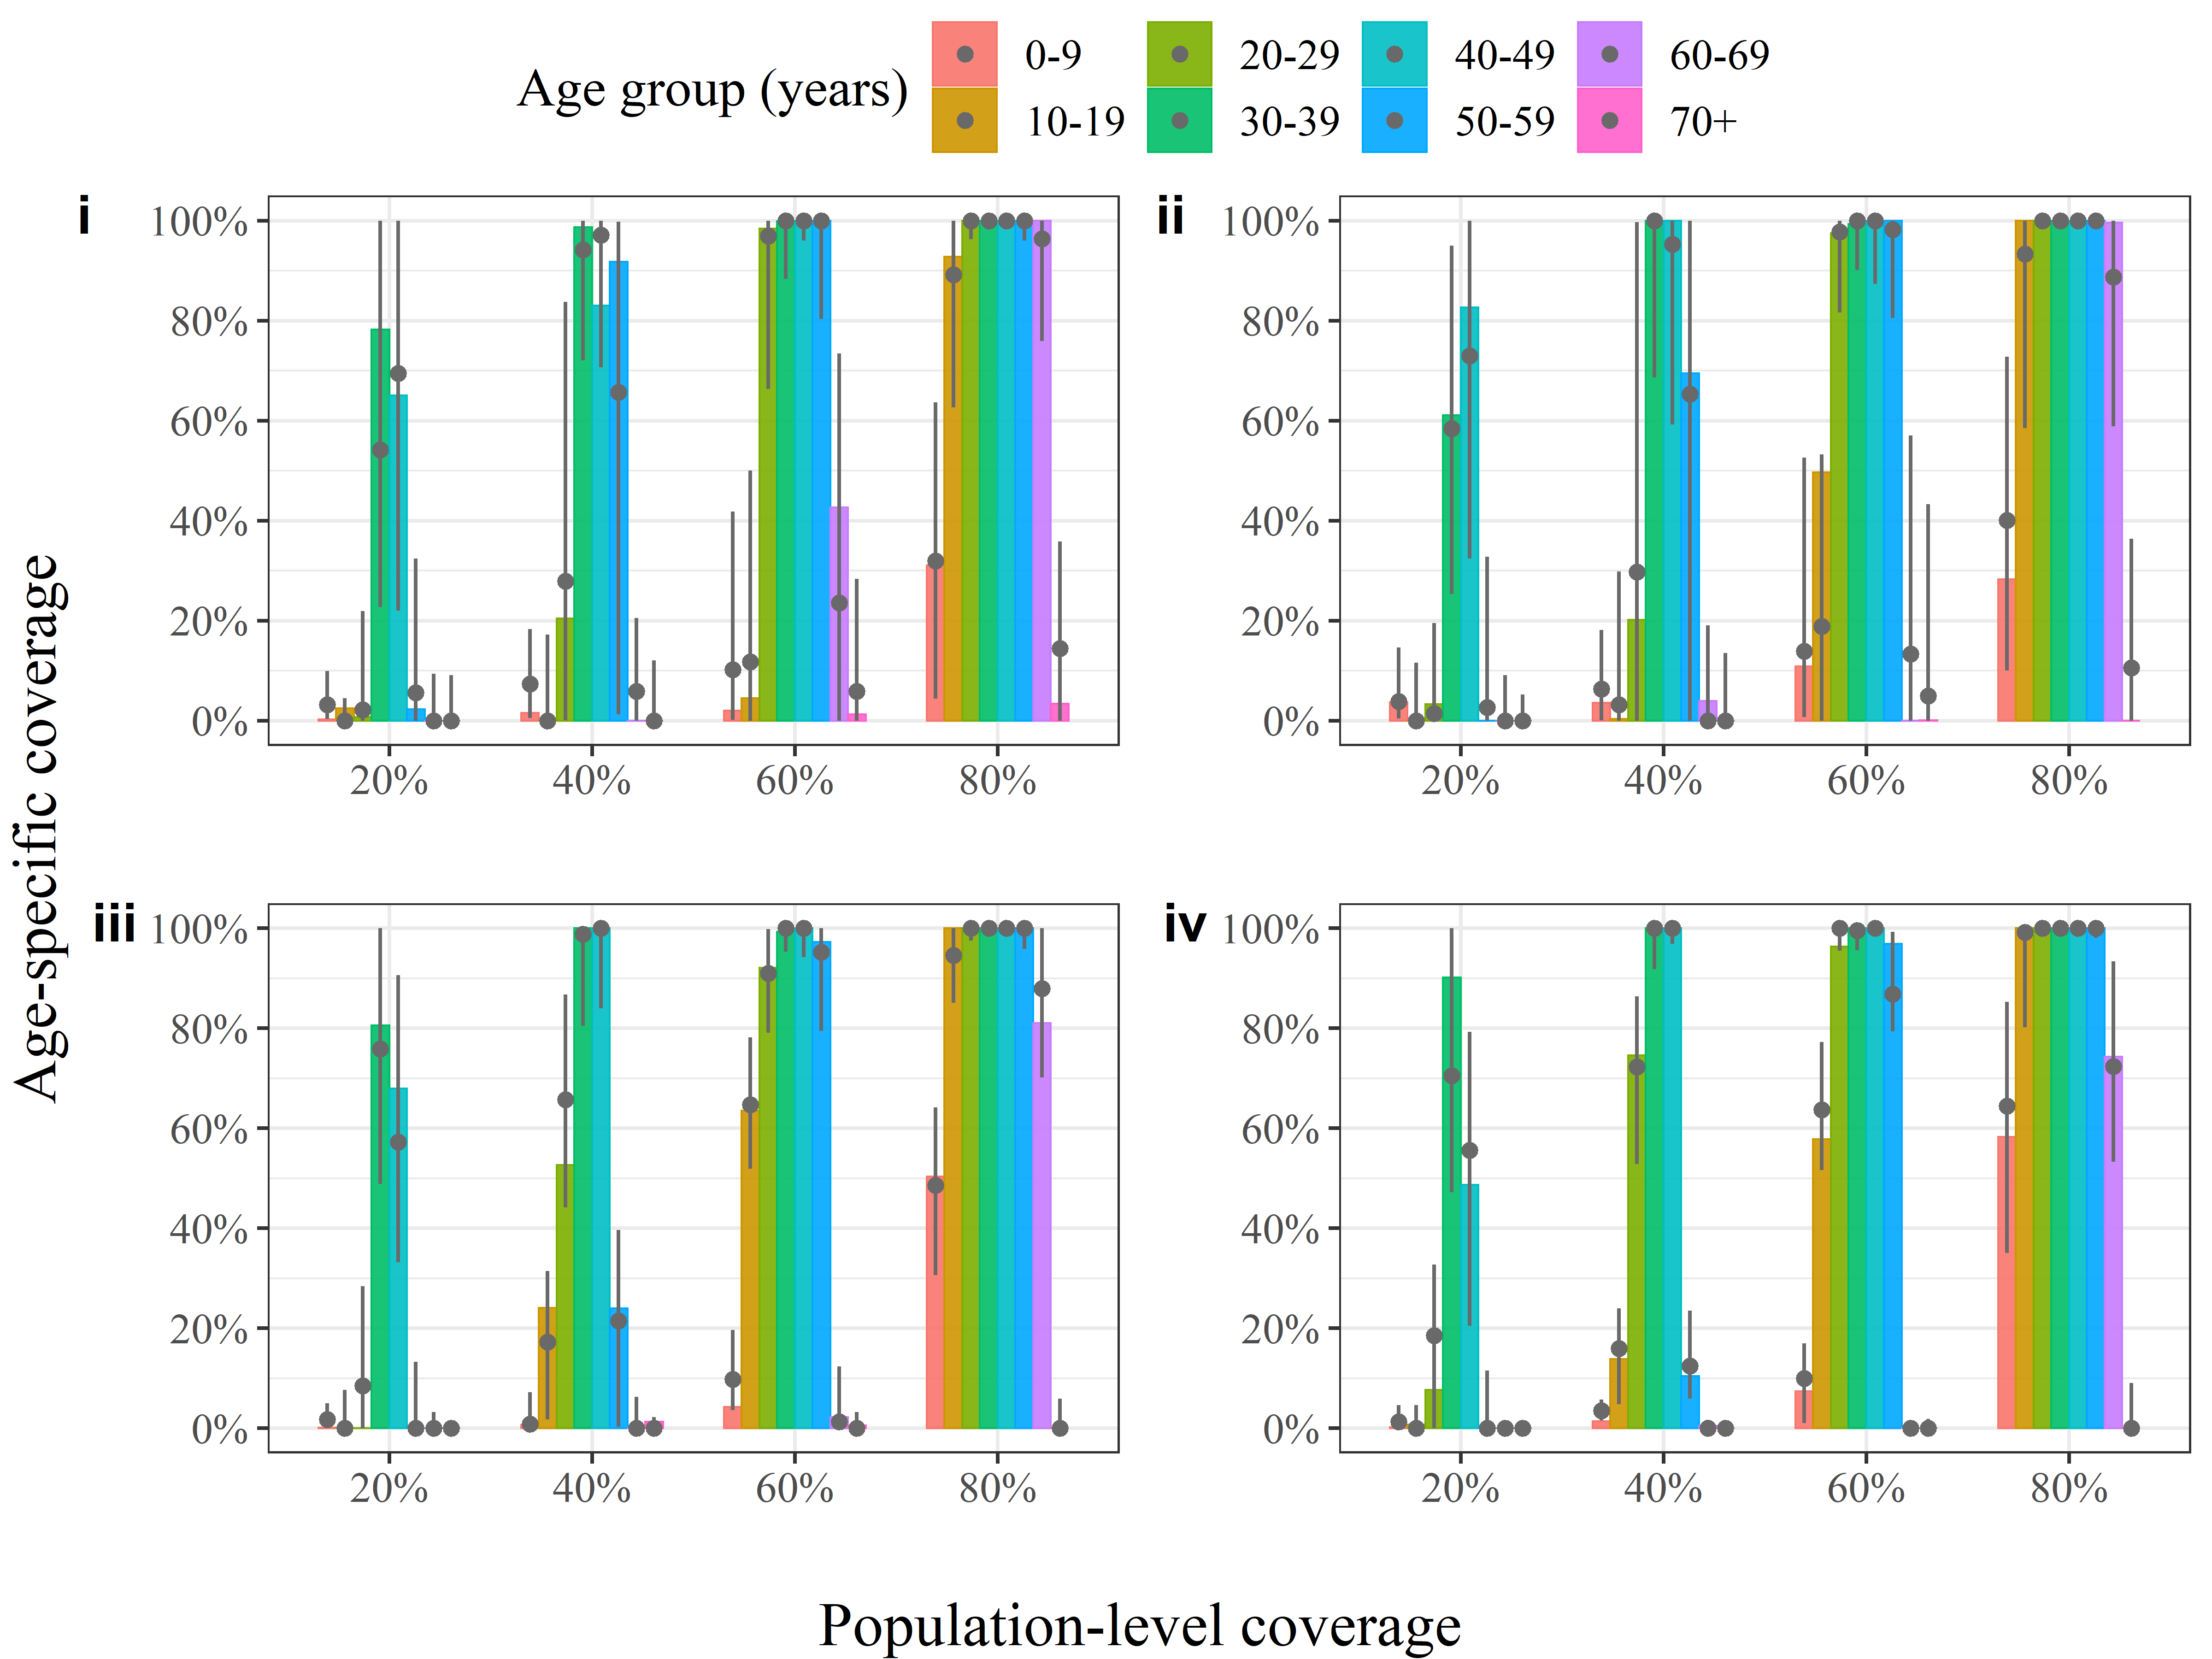 Age group (years)
0-9 20-29 40-49 60-69
10-19 30-39 50-59 70+
i ii
100% 100%
80% 80%
60% 60%
40% 40%
20% 20%
0% 0%
20% 40% 60% 80% 20% 40% 60% 80%
Age-specific coverage
iii iv
100% 100%
80% 80%
60% 60%
40% 40%
20% 20%
0% 0%
20% 40% 60% 80% 20% 40% 60% 80%
Population-level coverage